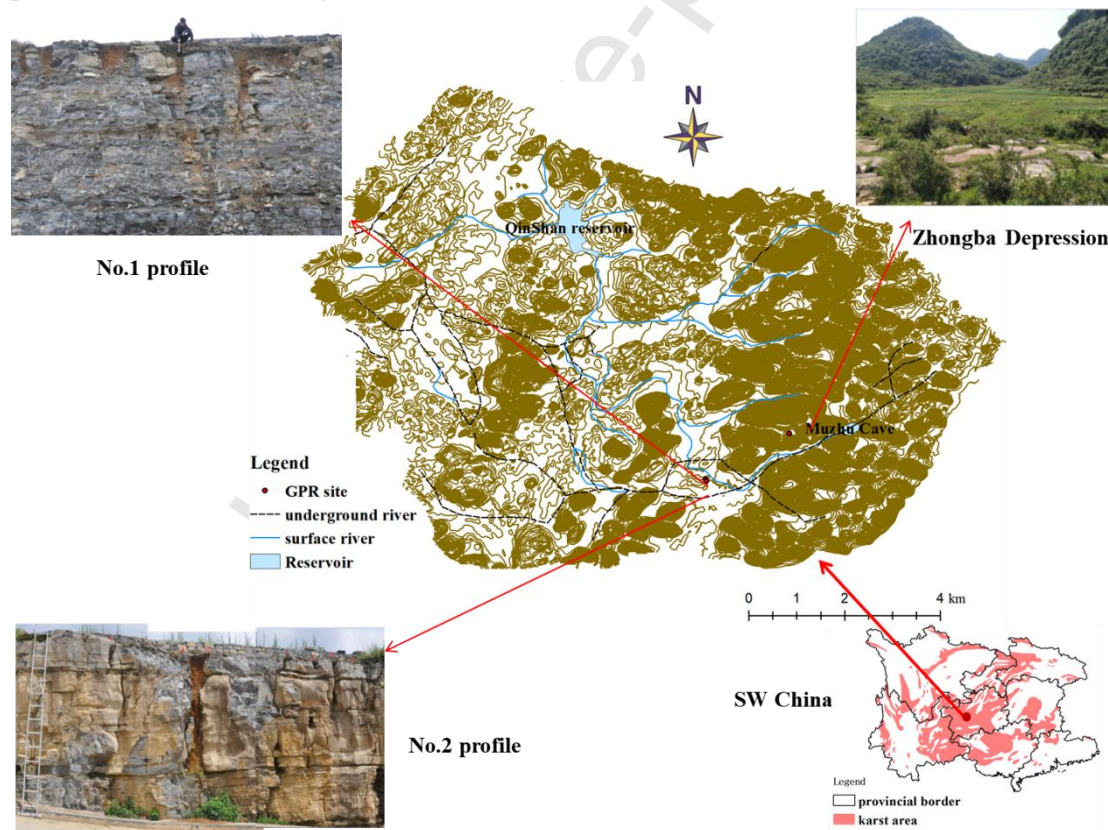 e-p
N
QinShan reservoir
Zhongba Depression
No.1 profile
Muzhu Cave
Legend
GPR site
underground river
surface river
Reservoir
0 1 2 4 km
SW China
No.2 profile
Legend
provincial border
karst area